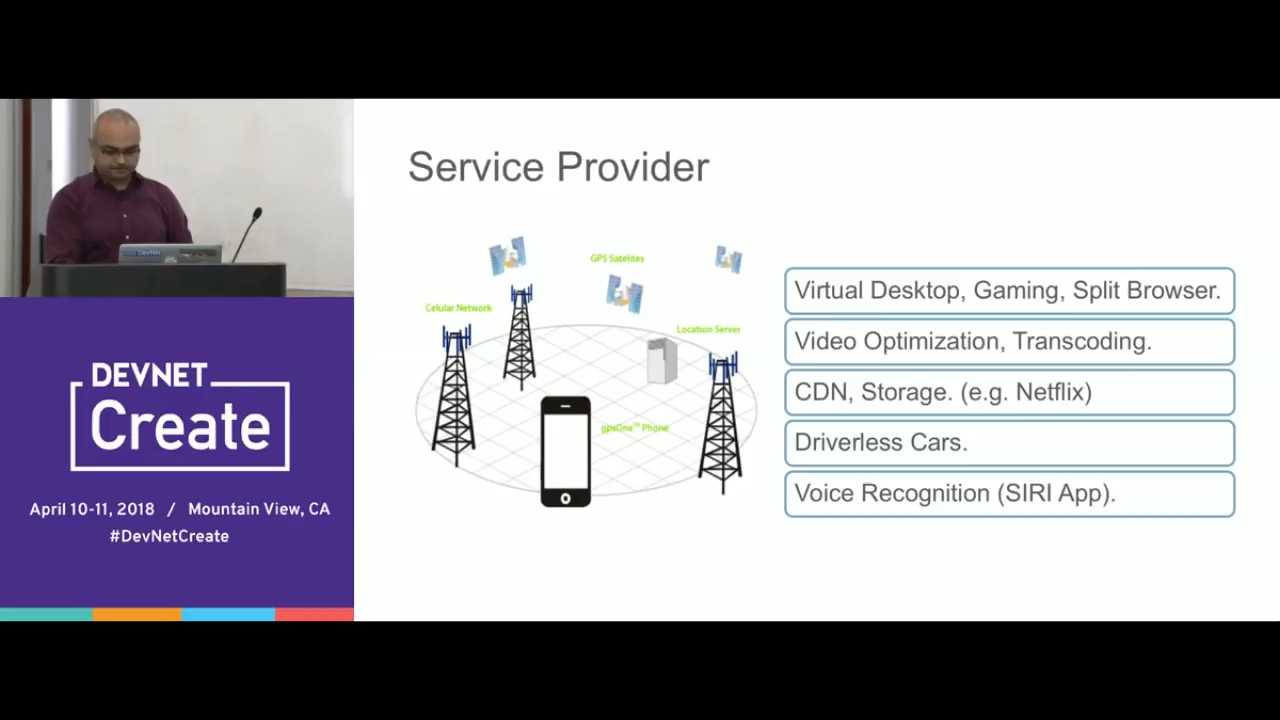 Service Provider
GPS Satelites
Celular Network
Location Server
gpsOne™ Phone
Virtual Desktop, Gaming, Split Browser.
Video Optimization, Transcoding.
CDN, Storage. (e.g. Netflix)
Driverless Cars.
Voice Recognition (SIRI App).
DEVNET
Create
April 10-11, 2018 / Mountain View, CA
#DevNetCreate